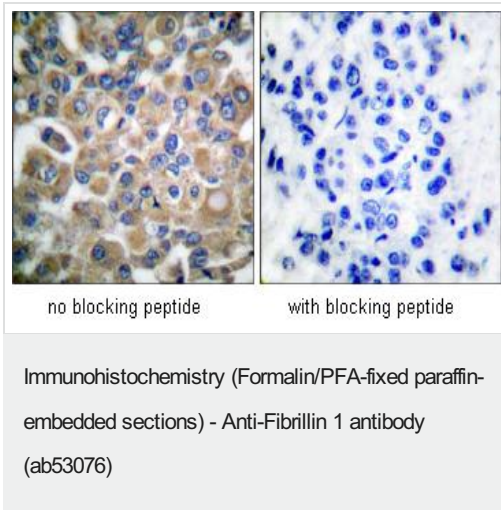 no blocking peptide
with blocking peptide
Immunohistochemistry (Formalin/PFA-fixed paraffin-
embedded sections) - Anti-Fibrillin 1 antibody
(ab53076)